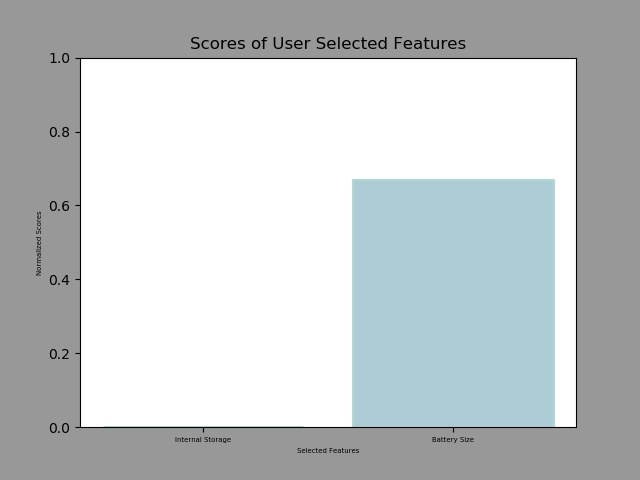 Scores of User Selected Features
1.0
0.8
0.6
0.4
0.2
0.0
Normalized Scores
Internal Storage
Battery Size
Selected Features